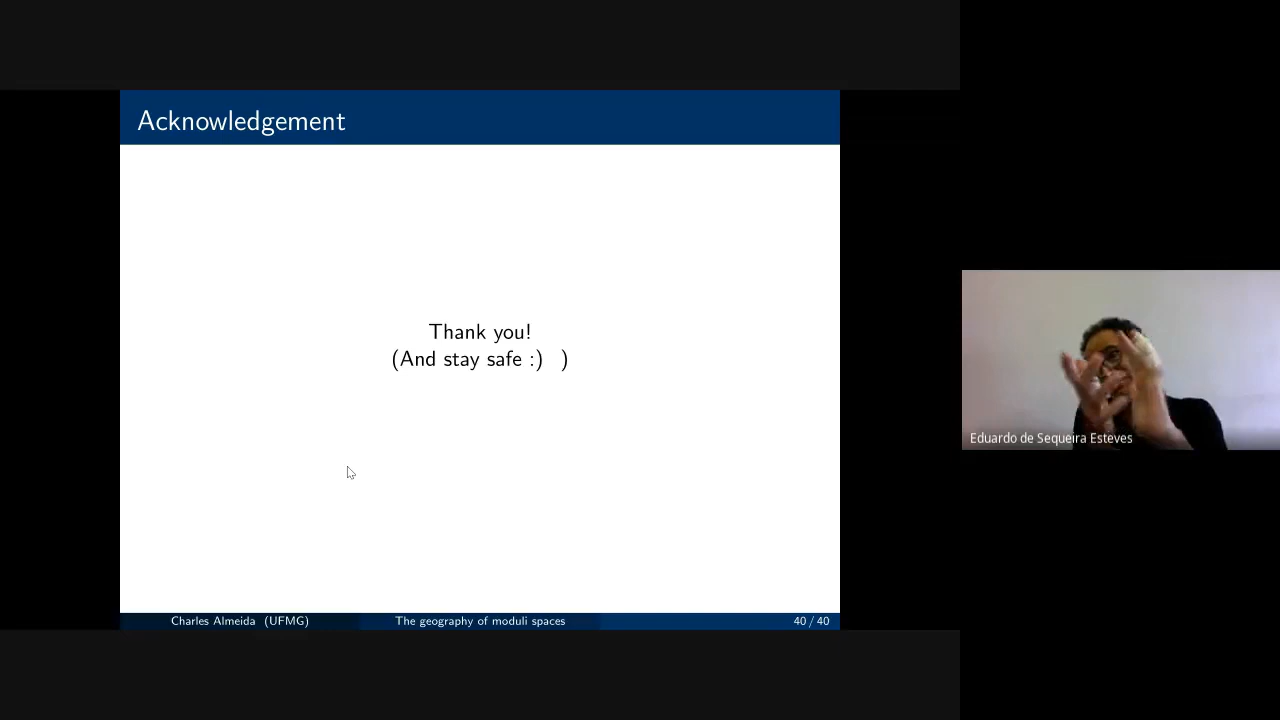 Acknowledgement
Thank you!
(And stay safe :) )
Eduardo de Sequeira Esteves
Charles Almeida (UFMG)
The geography of moduli spaces
40 / 40